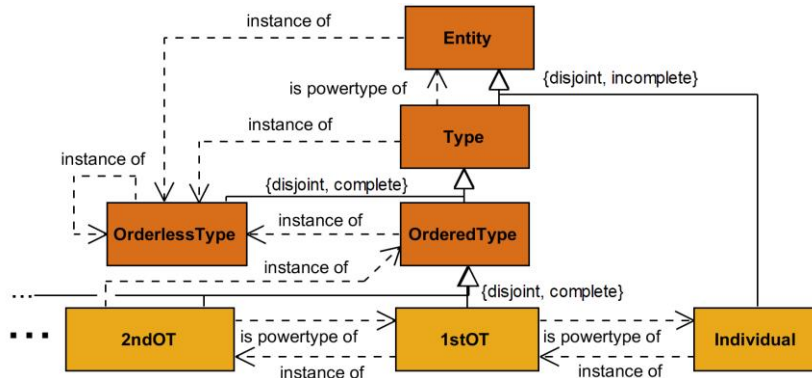 instance of
Entity
is powertype of
{disjoint, incomplete}
instance of
Type
instance of
{disjoint, complete}
OrderlessType
instance of
OrderedType
instance of
...
{disjoint, complete}
...
2ndOT
is powertype of
instance of
1stOT
is powertype of
instance of
Individual